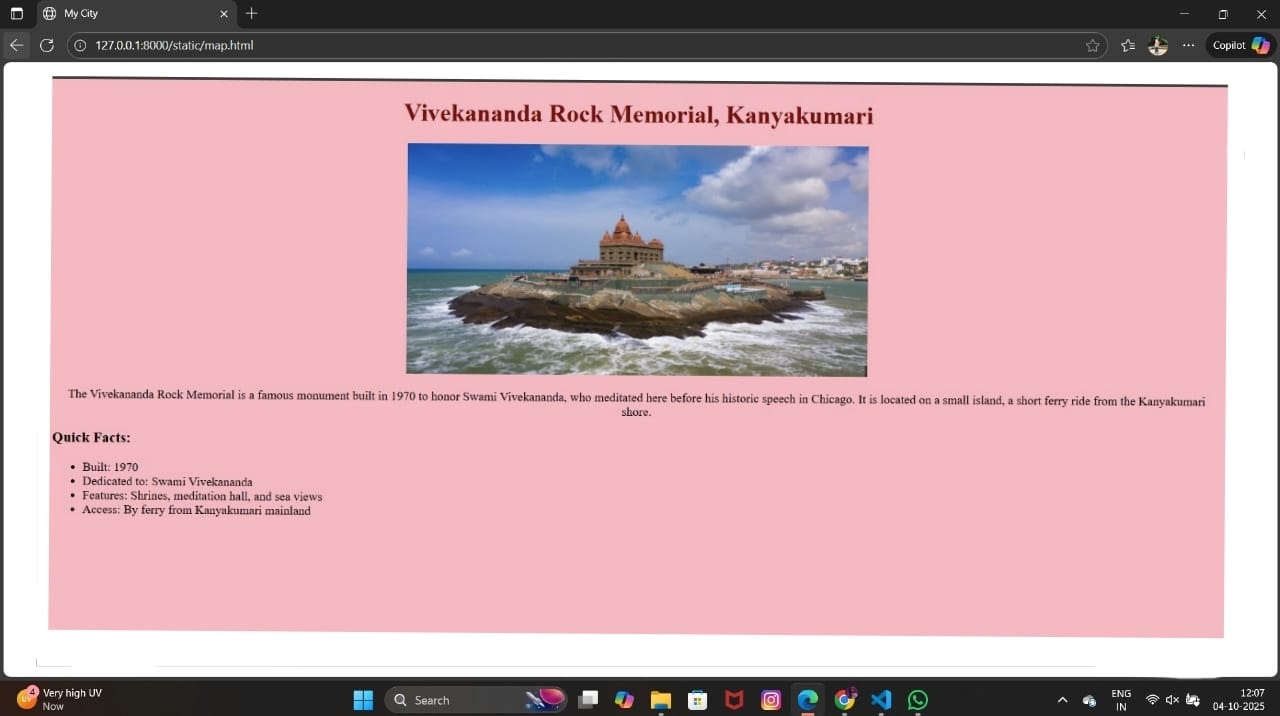 My City
127.0.0.1:8000/static/map.html
Copilot
Vivekananda Rock Memorial, Kanyakumari
The Vivekananda Rock Memorial is a famous monument built in 1970 to honor Swami Vivekananda, who meditated here before his historic speech in Chicago. It is located on a small island, a short ferry ride from the Kanyakumari
shore.
Quick Facts:
• Built: 1970
• Dedicated to: Swami Vivekananda
• Features: Shrines, meditation hall, and sea views
• Access: By ferry from Kanyakumari mainland
4
Very high UV
Now
Search
ENG
IN
12:07
04-10-2025